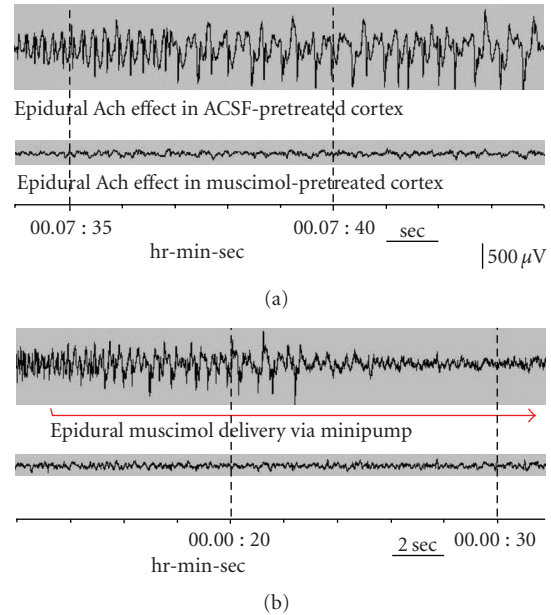 Epidural Ach effect in ACSF-pretreated cortex
Epidural Ach effect in muscimol-pretreated cortex
00.07 : 35 00.07 : 40 sec
hr-min-sec
500 µV
(a)
Epidural muscimol delivery via minipump
00.00 : 20 2 sec 00.00 : 30
hr-min-sec
(b)